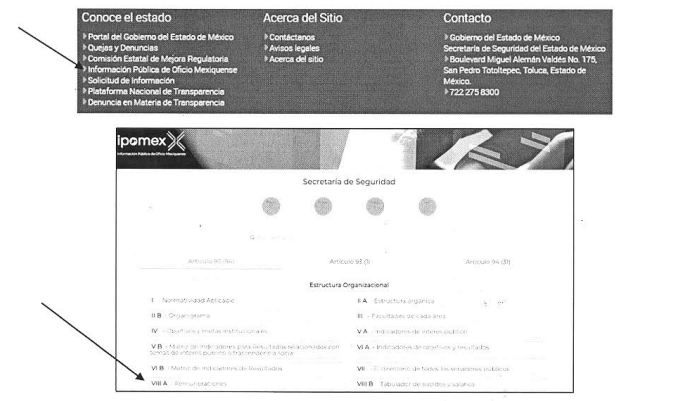 Conoce el estado
Portal del Gobierno del Estado de México
Quejas y Denuncias
Comisión Estatal de Mejora Regulatoria
Información Pública de Oficio Mexiquense
Solicitud de Información
Plataforma Nacional de Transparencia
Denuncia en Materia de Transparencia
Acerca del Sitio
Contáctanos
Avisos legales
Acerca del sitio
Contacto
Gobierno del Estado de México
Secretaría de Seguridad del Estado de México
Boulevard Miguel Alemán Valdés No. 175,
San Pedro Totoltepec, Toluca, Estado de
México.
722 275 8300
ipomex
Información Pública de Oficio Mexiquense
Secretaría de Seguridad
Artículo 92 (94)
Artículo 93 (1)
Artículo 94 (31)
Estructura Organizacional
I - Normatividad Aplicable
II A - Estructura orgánica
II B - Organigrama
III - Facultades de cada área
IV - Objetivos y metas institucionales
V A - Indicadores de interés público
V B - Matriz de Indicadores para Resultados relacionados con
temas de interés público o trascendencia social
VI A - Indicadores de objetivos y resultados
VI B - Matriz de Indicadores de Resultados
VII - El directorio de todos los servidores públicos
VIII A - Remuneraciones
VIII B - Tabulador de sueldos y salarios